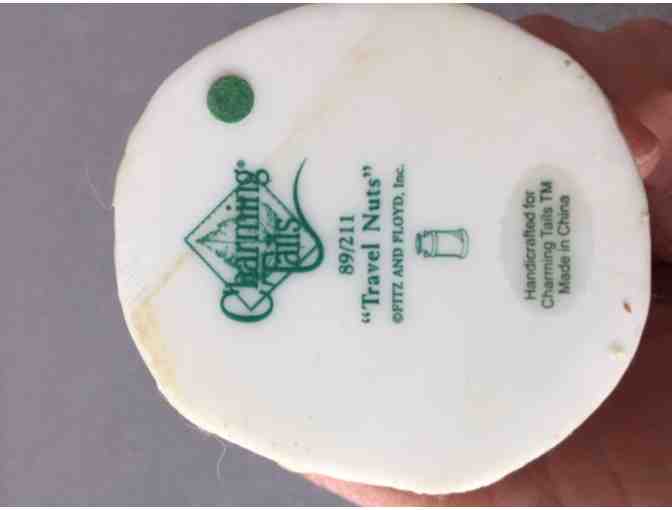 Charming
Tails®
89/211
“Travel Nuts”
©FITZ AND FLOYD, Inc.
Handcrafted for
Charming Tails TM
Made in China